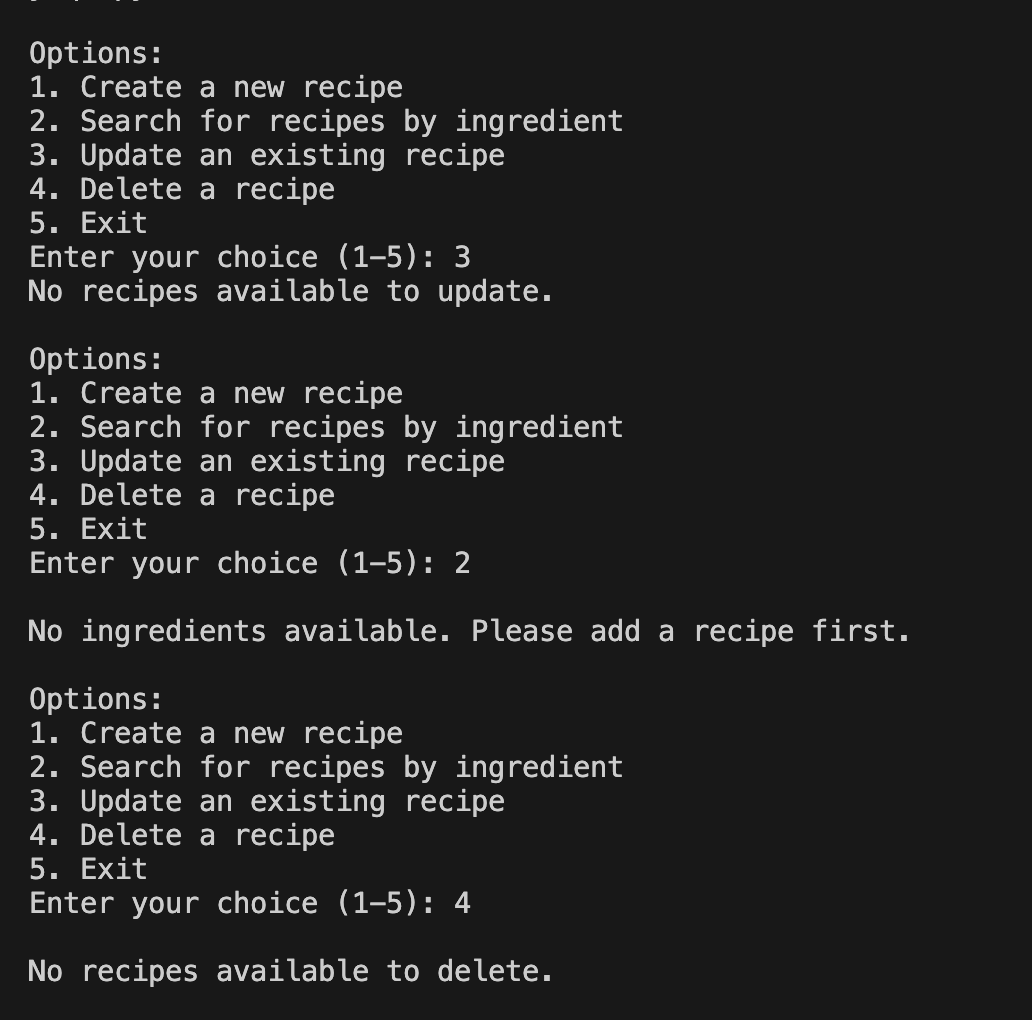 Options:
1. Create a new recipe
2. Search for recipes by ingredient
3. Update an existing recipe
4. Delete a recipe
5. Exit
Enter your choice (1-5): 3
No recipes available to update.
Options:
1. Create a new recipe
2. Search for recipes by ingredient
3. Update an existing recipe
4. Delete a recipe
5. Exit
Enter your choice (1-5): 2
No ingredients available. Please add a recipe first.
Options:
1. Create a new recipe
2. Search for recipes by ingredient
3. Update an existing recipe
4. Delete a recipe
5. Exit
Enter your choice (1-5): 4
No recipes available to delete.